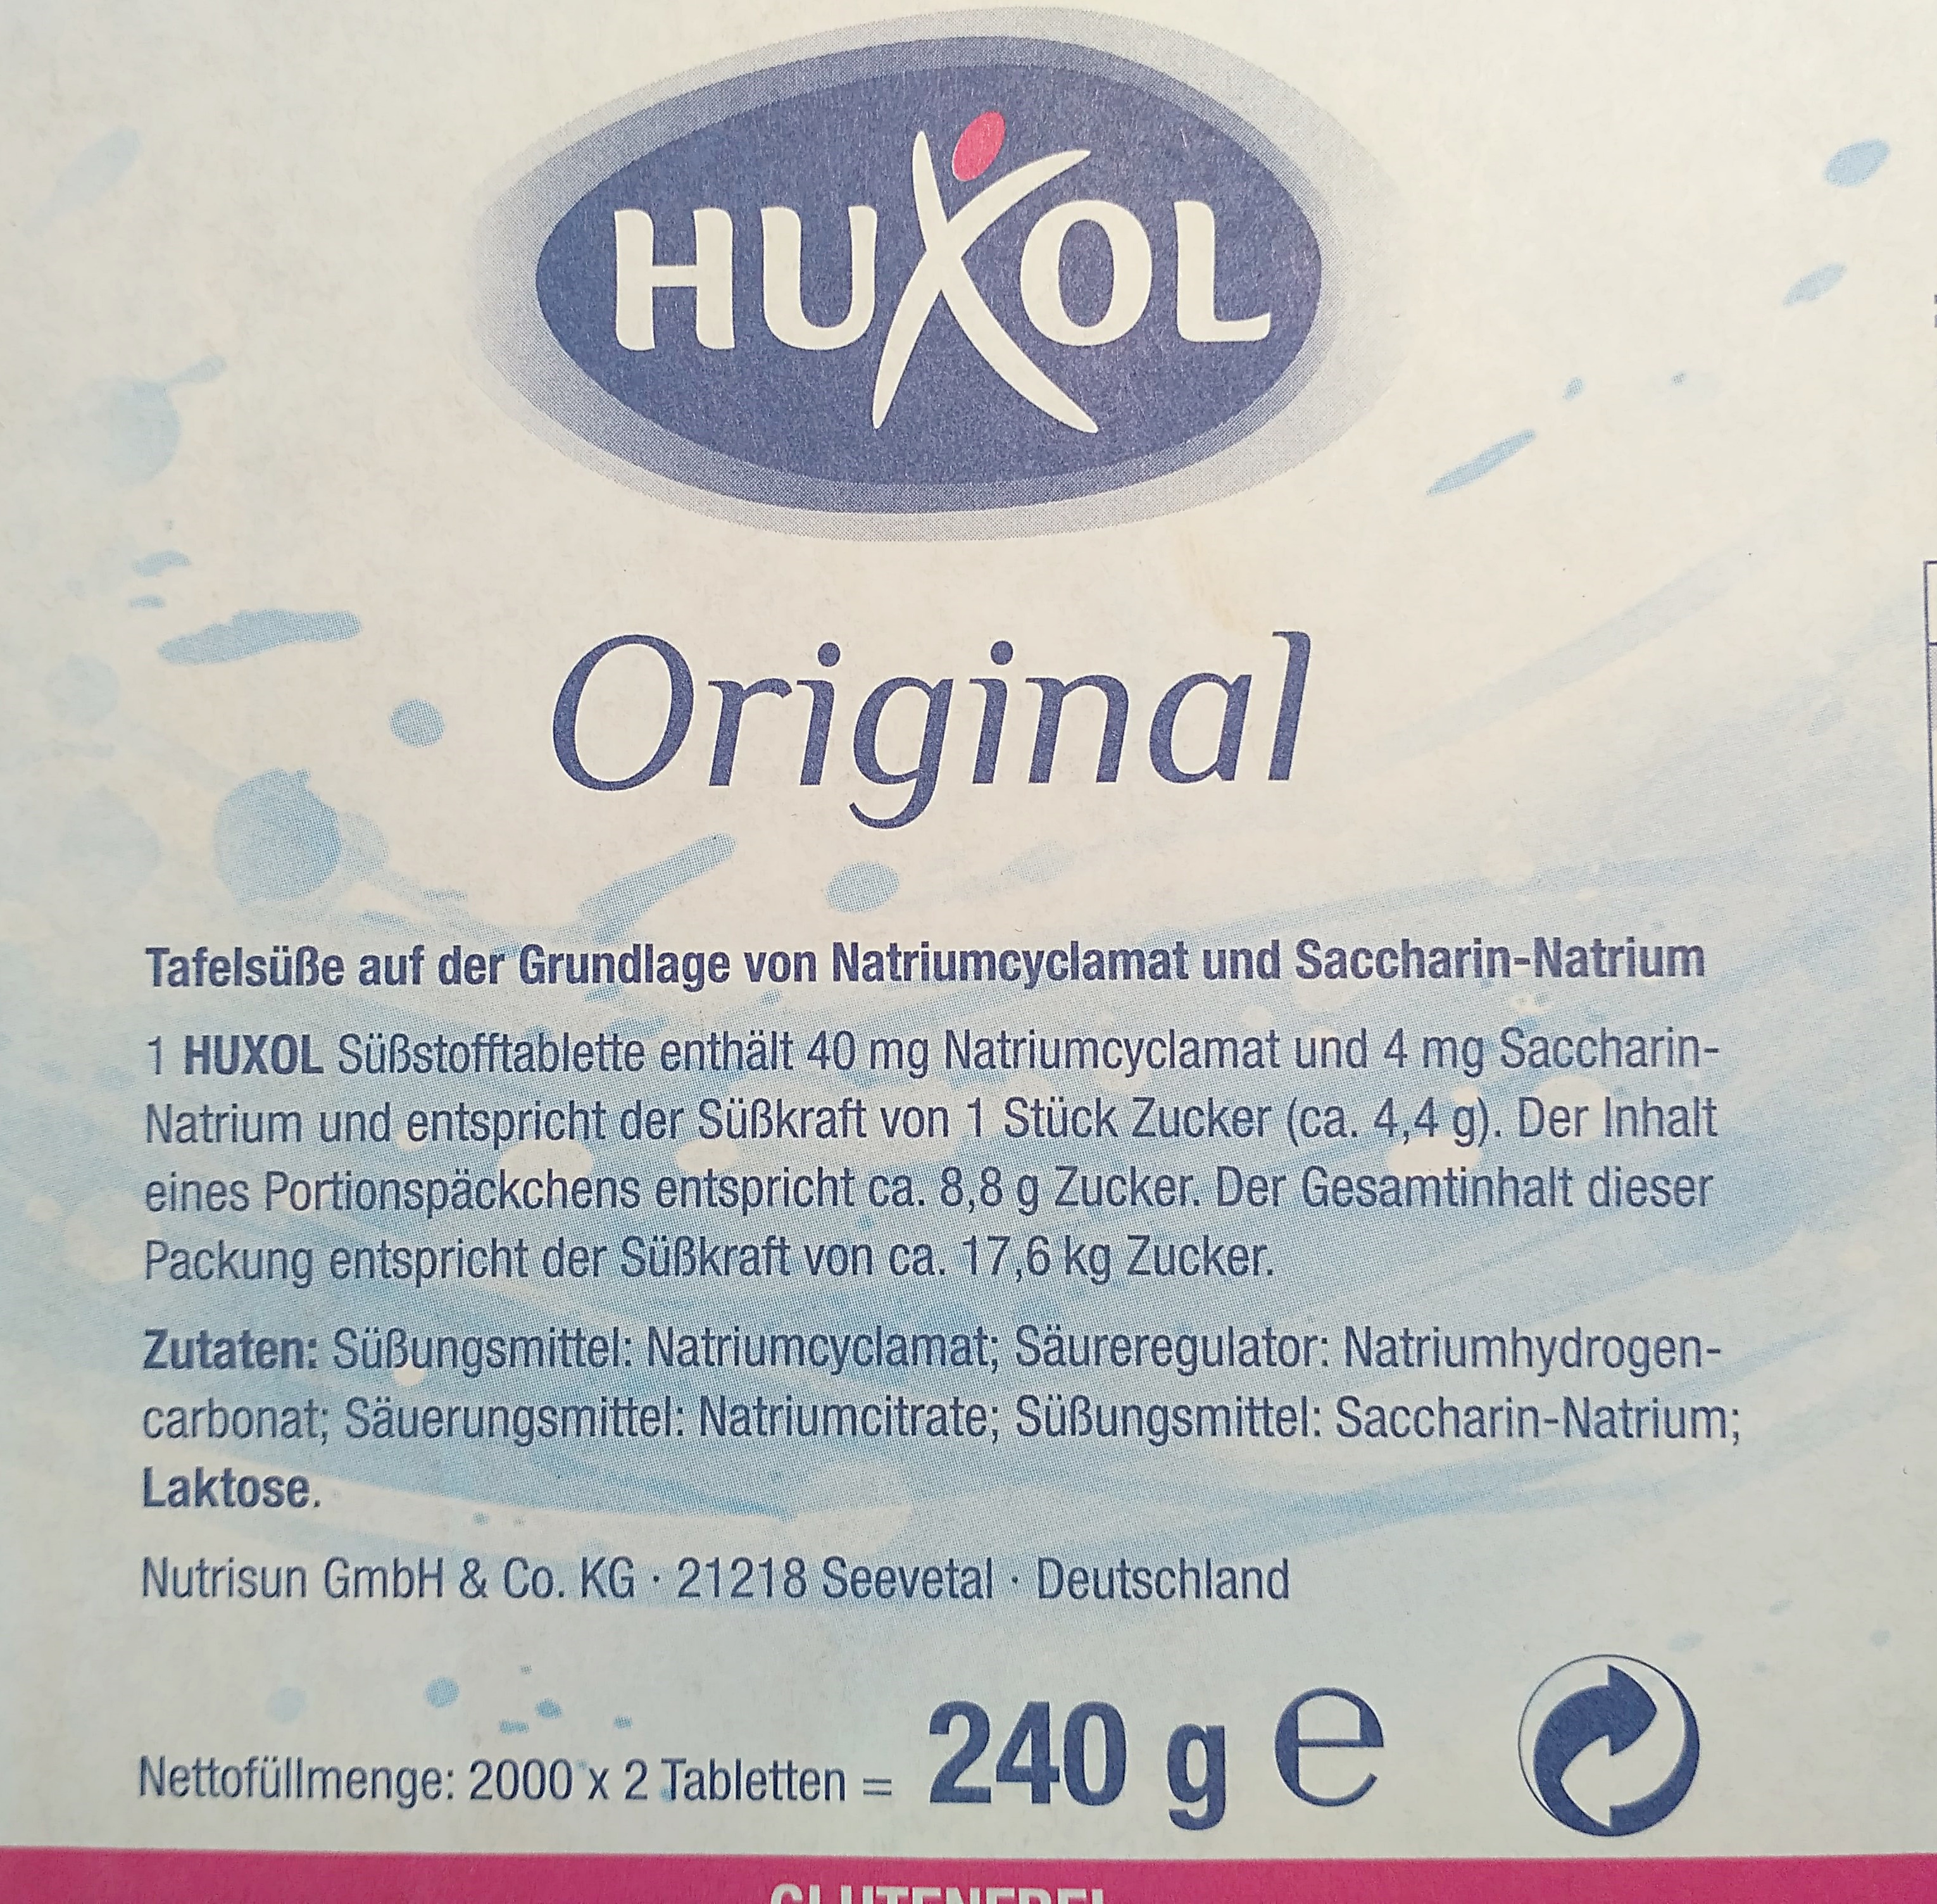 HUXOL
Original
Tafelsüße auf der Grundlage von Natriumcyclamat und Saccharin-Natrium
1 HUXOL Süßstofftablette enthält 40 mg Natriumcyclamat und 4 mg Saccharin-
Natrium und entspricht der Süßkraft von 1 Stück Zucker (ca. 4,4 g). Der Inhalt
eines Portionspäckchens entspricht ca. 8,8 g Zucker. Der Gesamtinhalt dieser
Packung entspricht der Süßkraft von ca. 17,6 kg Zucker.
Zutaten: Süßungsmittel: Natriumcyclamat; Säureregulator: Natriumhydrogen-
carbonat; Säuerungsmittel: Natriumcitrate; Süßungsmittel: Saccharin-Natrium;
Laktose.
Nutrisun GmbH & Co. KG · 21218 Seevetal · Deutschland
Nettofüllmenge: 2000 x 2 Tabletten = 240 g e
GLUTENFREI